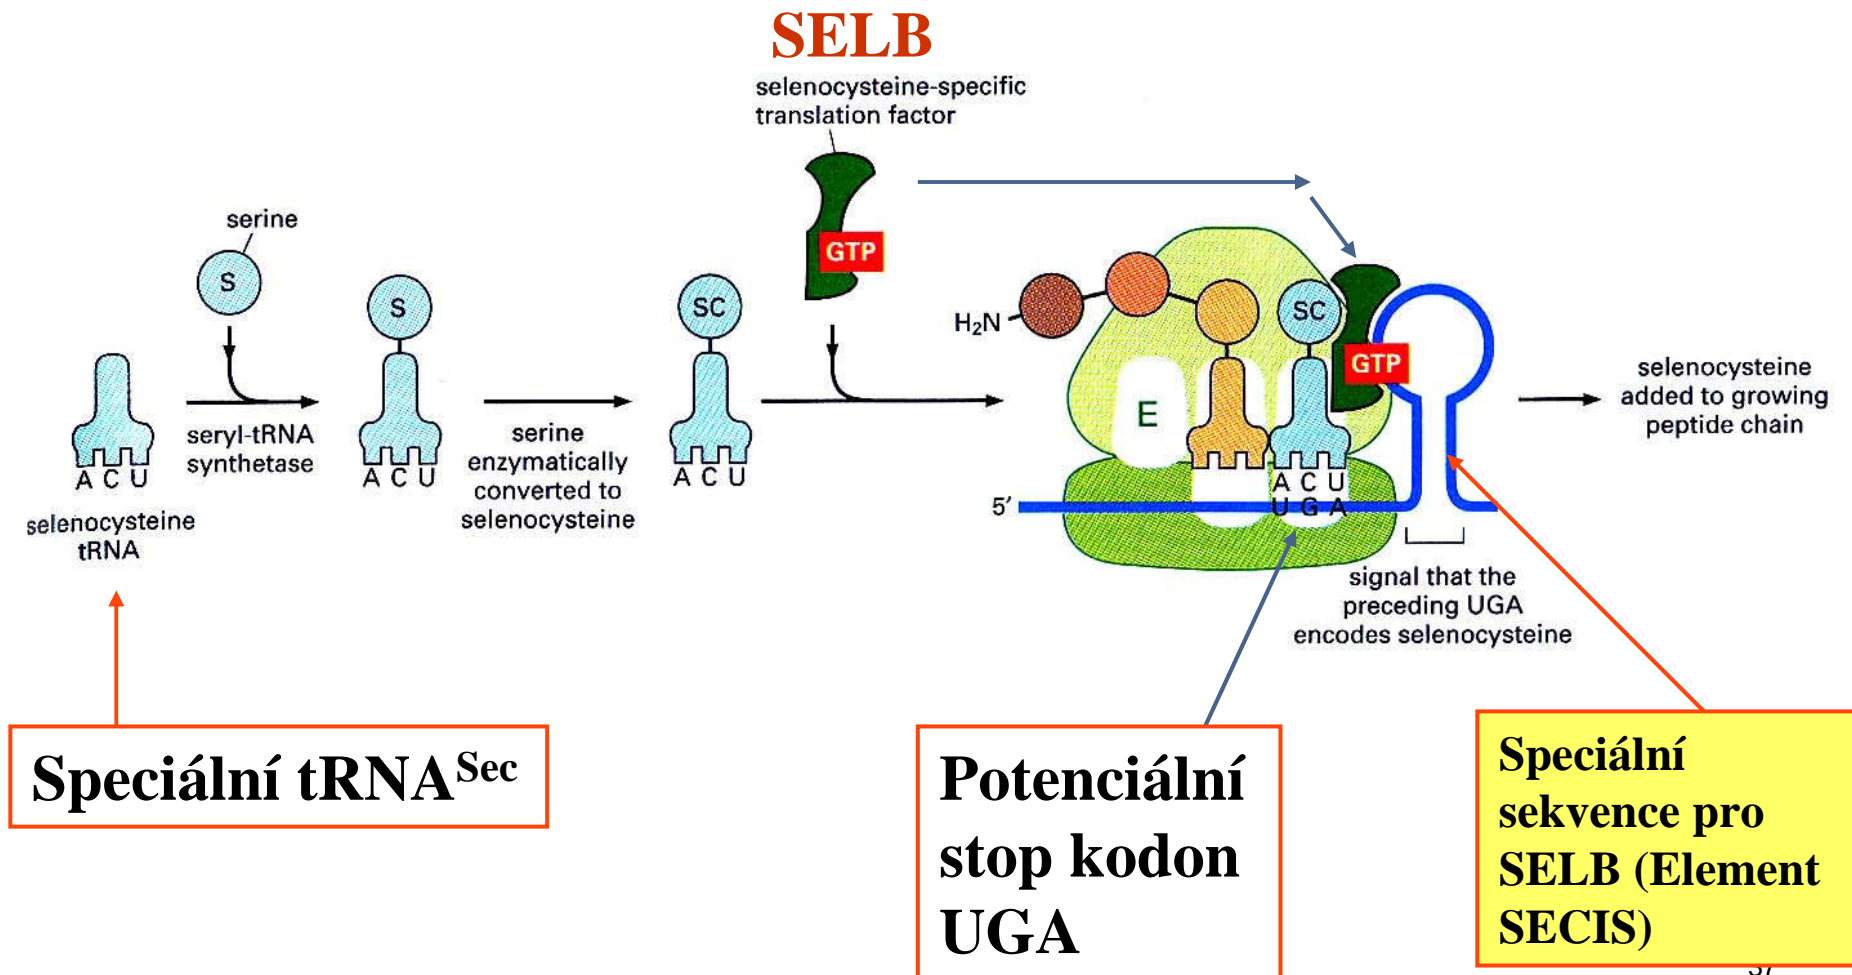 SELB
selenocysteine-specific
translation factor
GTP
serine
S
S
SC
A C U
selenocysteine
tRNA
seryl-tRNA
synthetase
A C U
serine
enzymatically
converted to
selenocysteine
A C U
H₂N
SC
GTP
E
A C U
U G A
5′
selenocysteine
added to growing
peptide chain
signal that the
preceding UGA
encodes selenocysteine
Speciální tRNA^Sec
Potenciální
stop kodon
UGA
Speciální
sekvence pro
SELB (Element
SECIS)